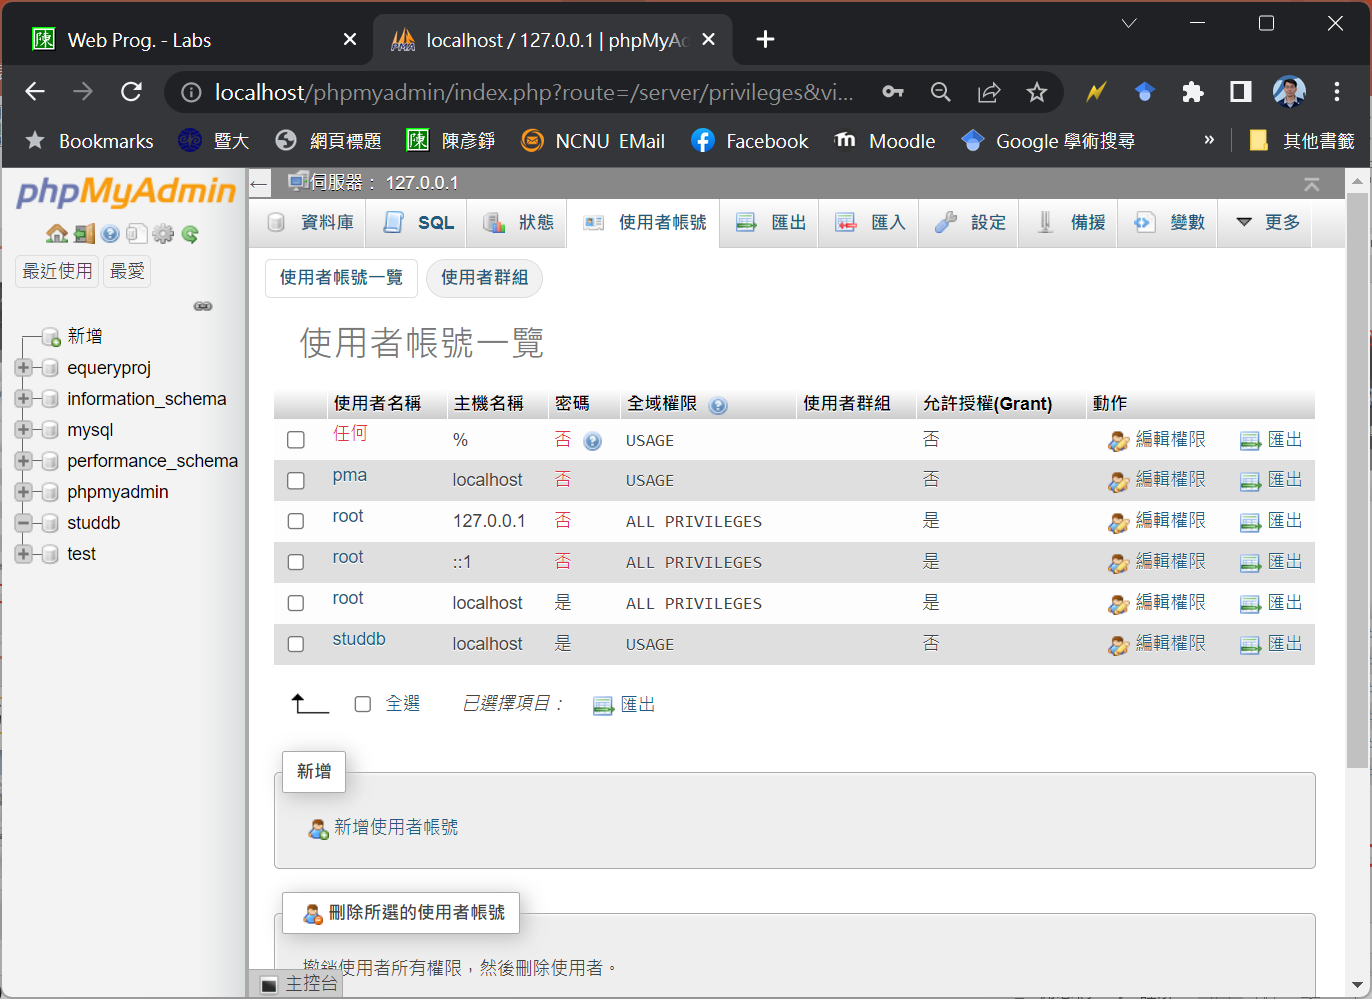 陳 Web Prog. - Labs
PMA localhost / 127.0.0.1 | phpMyAc
localhost/phpmyadmin/index.php?route=/server/privileges&vi...
Bookmarks 暨大 網頁標題 陳 陳彥錚 NCNU EMail Facebook Moodle Google 學術搜尋 » 其他書籤
phpMyAdmin
最近使用 最愛
新增
equeryproj
information_schema
mysql
performance_schema
phpmyadmin
studdb
test
伺服器： 127.0.0.1
資料庫 SQL 狀態 使用者帳號 匯出 匯入 設定 備援 變數 更多
使用者帳號一覽 使用者群組
使用者帳號一覽
使用者名稱 主機名稱 密碼 全域權限 使用者群組 允許授權(Grant) 動作
任何 % 否 USAGE 否 編輯權限 匯出
pma localhost 否 USAGE 否 編輯權限 匯出
root 127.0.0.1 否 ALL PRIVILEGES 是 編輯權限 匯出
root ::1 否 ALL PRIVILEGES 是 編輯權限 匯出
root localhost 是 ALL PRIVILEGES 是 編輯權限 匯出
studdb localhost 是 USAGE 否 編輯權限 匯出
全選 已選擇項目： 匯出
新增
新增使用者帳號
刪除所選的使用者帳號
撤銷使用者所有權限，然後刪除使用者。
主控台